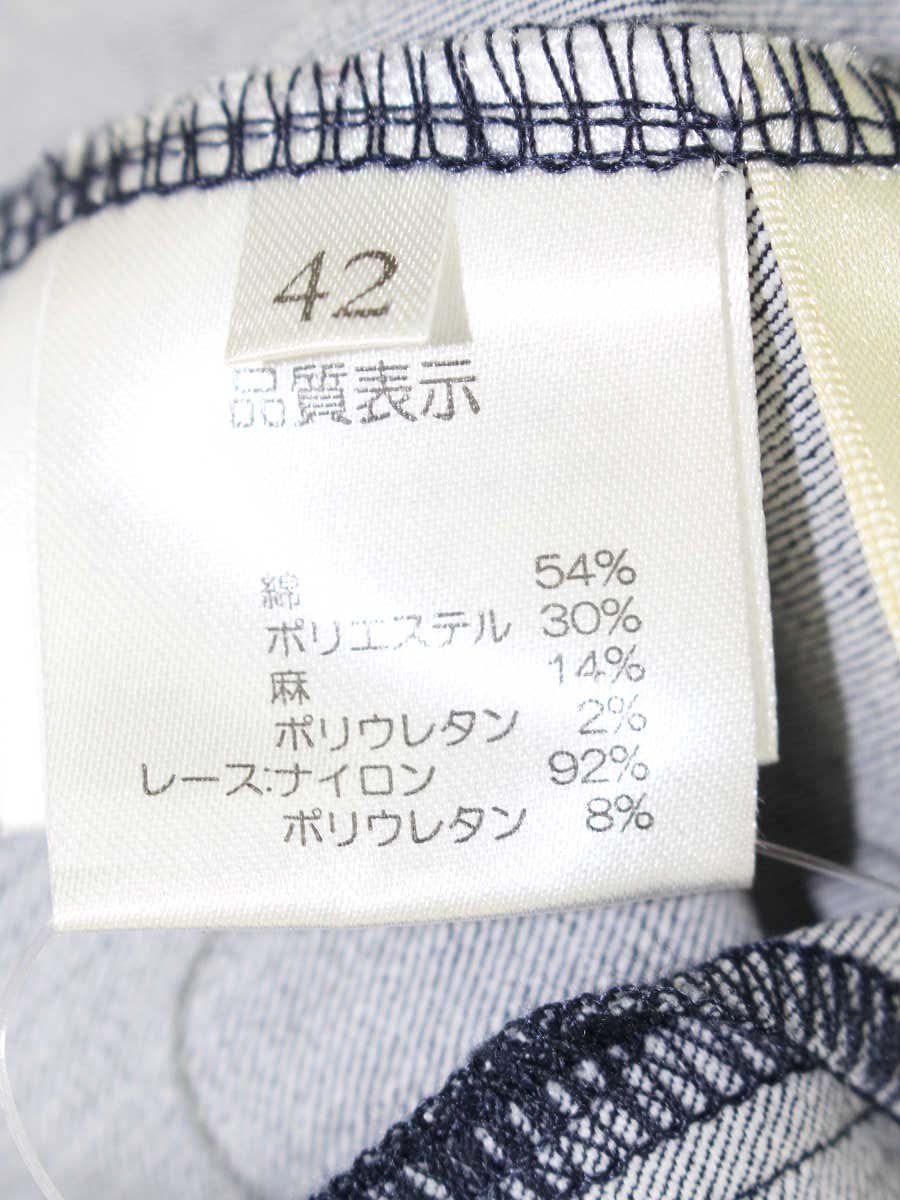 42
品質表示
綿 54%
ポリエステル 30%
麻 14%
ポリウレタン 2%
レース:ナイロン 92%
ポリウレタン 8%